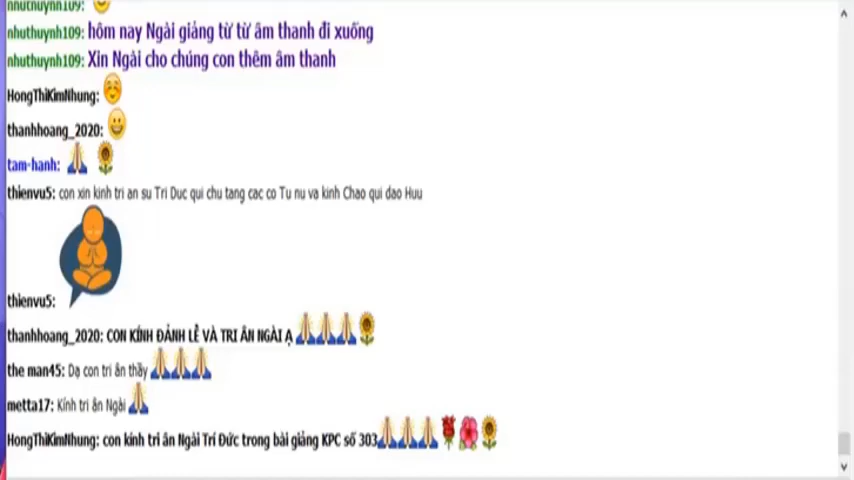 nhuthuynh109:
nhuthuynh109: hôm nay Ngài giảng từ từ âm thanh đi xuống
nhuthuynh109: Xin Ngài cho chúng con thêm âm thanh
HongThiKimNhung:
thanhhoang_2020:
tam-hanh:
thienvu5: con xin kinh tri an su Tri Duc qui chu tang cac co Tu nu va kinh Chao qui dao Huu
thienvu5:
thanhhoang_2020: CON KÍNH ĐẢNH LỄ VÀ TRI ÂN NGÀI Ạ
the man45: Dạ con tri ân thầy
metta17: Kính tri ân Ngài
HongThiKimNhung: con kính tri ân Ngài Trí Đức trong bài giảng KPC số 303